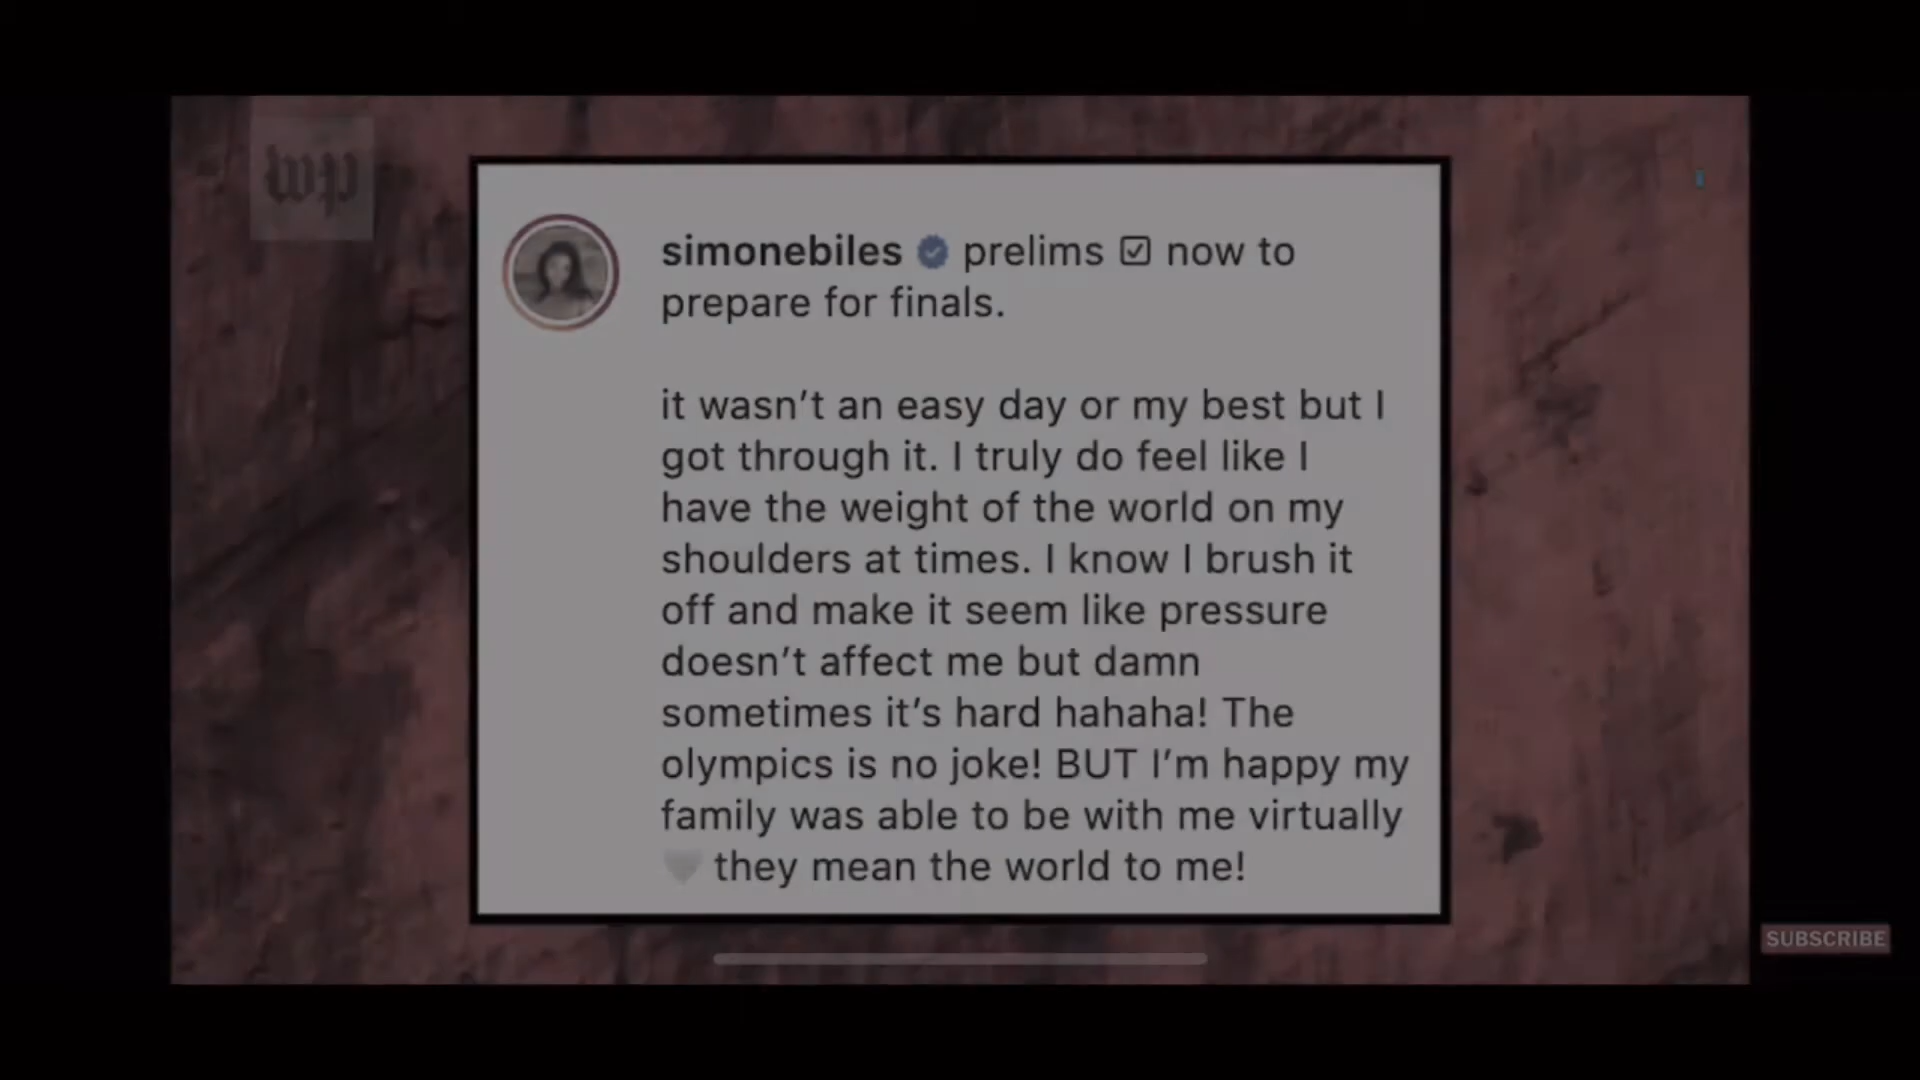 wp
simonebiles prelims ☑ now to
prepare for finals.
it wasn’t an easy day or my best but I
got through it. I truly do feel like I
have the weight of the world on my
shoulders at times. I know I brush it
off and make it seem like pressure
doesn’t affect me but damn
sometimes it’s hard hahaha! The
olympics is no joke! BUT I’m happy my
family was able to be with me virtually
🤍 they mean the world to me!
SUBSCRIBE